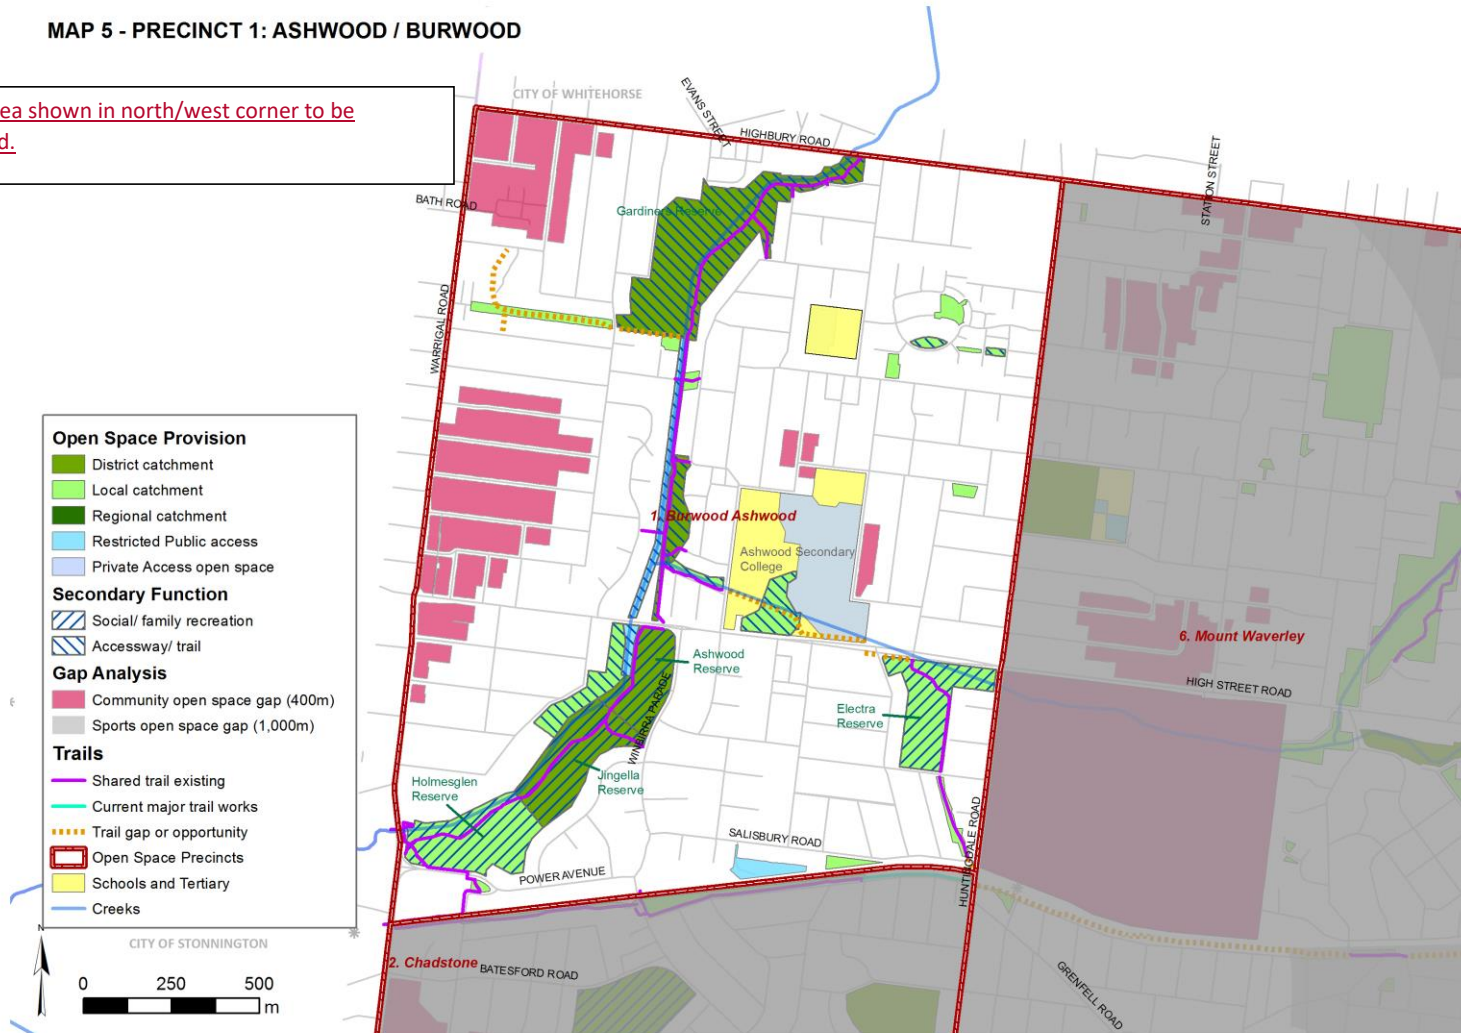 MAP 5 - PRECINCT 1: ASHWOOD / BURWOOD
ea shown in north/west corner to be
d.
CITY OF WHITEHORSE
EVANS STREET
HIGHBURY ROAD
STATION STREET
BATH ROAD
Gardiners Reserve
WARRIGAL ROAD
Open Space Provision
District catchment
Local catchment
Regional catchment
Restricted Public access
Private Access open space
Secondary Function
Social/ family recreation
Accessway/ trail
Gap Analysis
Community open space gap (400m)
Sports open space gap (1,000m)
Trails
Shared trail existing
Current major trail works
Trail gap or opportunity
Open Space Precincts
Schools and Tertiary
Creeks
1. Burwood Ashwood
Ashwood Secondary
College
6. Mount Waverley
Ashwood
Reserve
HIGH STREET ROAD
WINBIRRA PARADE
Electra
Reserve
Jingella
Reserve
Holmesglen
Reserve
SALISBURY ROAD
HUNTINGDALE ROAD
POWER AVENUE
CITY OF STONNINGTON
2. Chadstone
BATESFORD ROAD
GRENFELL ROAD
N
0 250 500
m